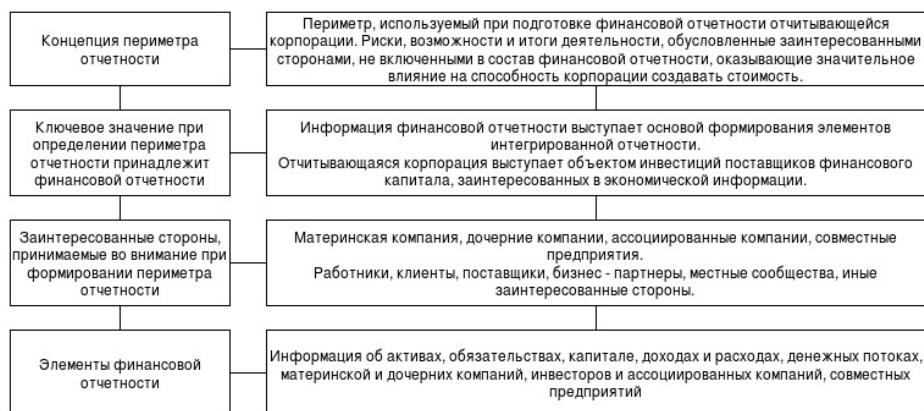 Концепция периметра
отчетности
Периметр, используемый при подготовке финансовой отчетности отчитывающейся
корпорации. Риски, возможности и итоги деятельности, обусловленные заинтересованными
сторонами, не включенными в состав финансовой отчетности, оказывающие значительное
влияние на способность корпорации создавать стоимость.
Ключевое значение при
определении периметра
отчетности принадлежит
финансовой отчетности
Информация финансовой отчетности выступает основой формирования элементов
интегрированной отчетности.
Отчитывающаяся корпорация выступает объектом инвестиций поставщиков финансового
капитала, заинтересованных в экономической информации.
Заинтересованные стороны,
принимаемые во внимание при
формировании периметра
отчетности
Материнская компания, дочерние компании, ассоциированные компании, совместные
предприятия.
Работники, клиенты, поставщики, бизнес - партнеры, местные сообщества, иные
заинтересованные стороны.
Элементы финансовой
отчетности
Информация об активах, обязательствах, капитале, доходах и расходах, денежных потоках,
материнской и дочерних компаний, инвесторов и ассоциированных компаний, совместных
предприятий